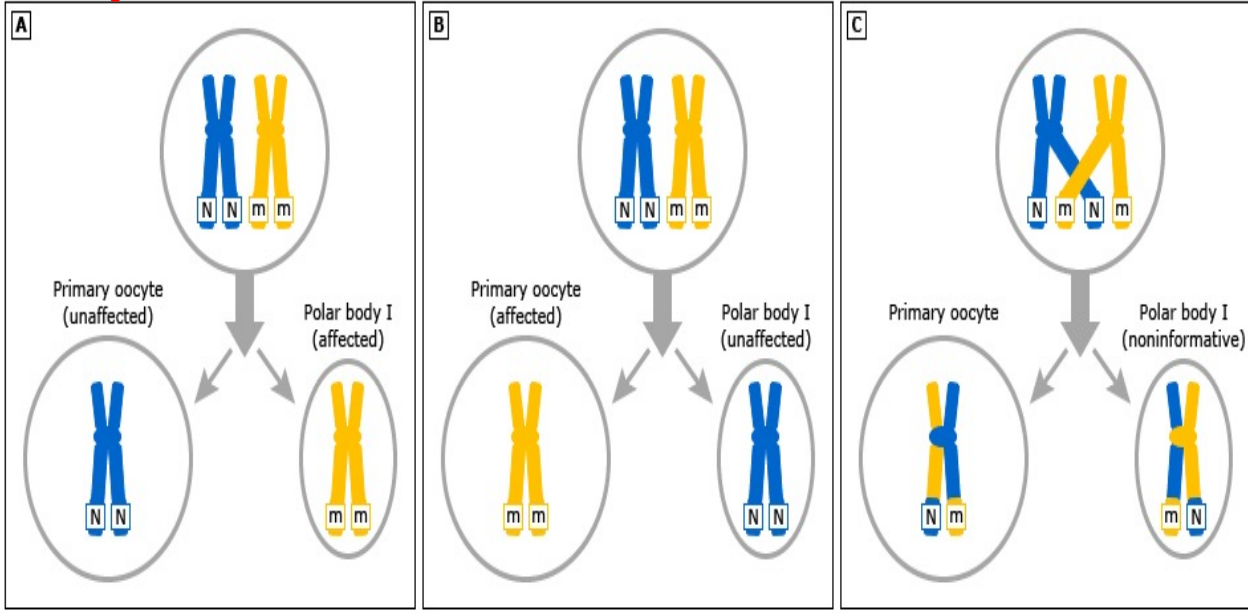 A
N N m m
Primary oocyte
(unaffected)
Polar body I
(affected)
N N
m m
B
N N m m
Primary oocyte
(affected)
Polar body I
(unaffected)
m m
N N
C
N m N m
Primary oocyte
Polar body I
(noninformative)
N m
m N